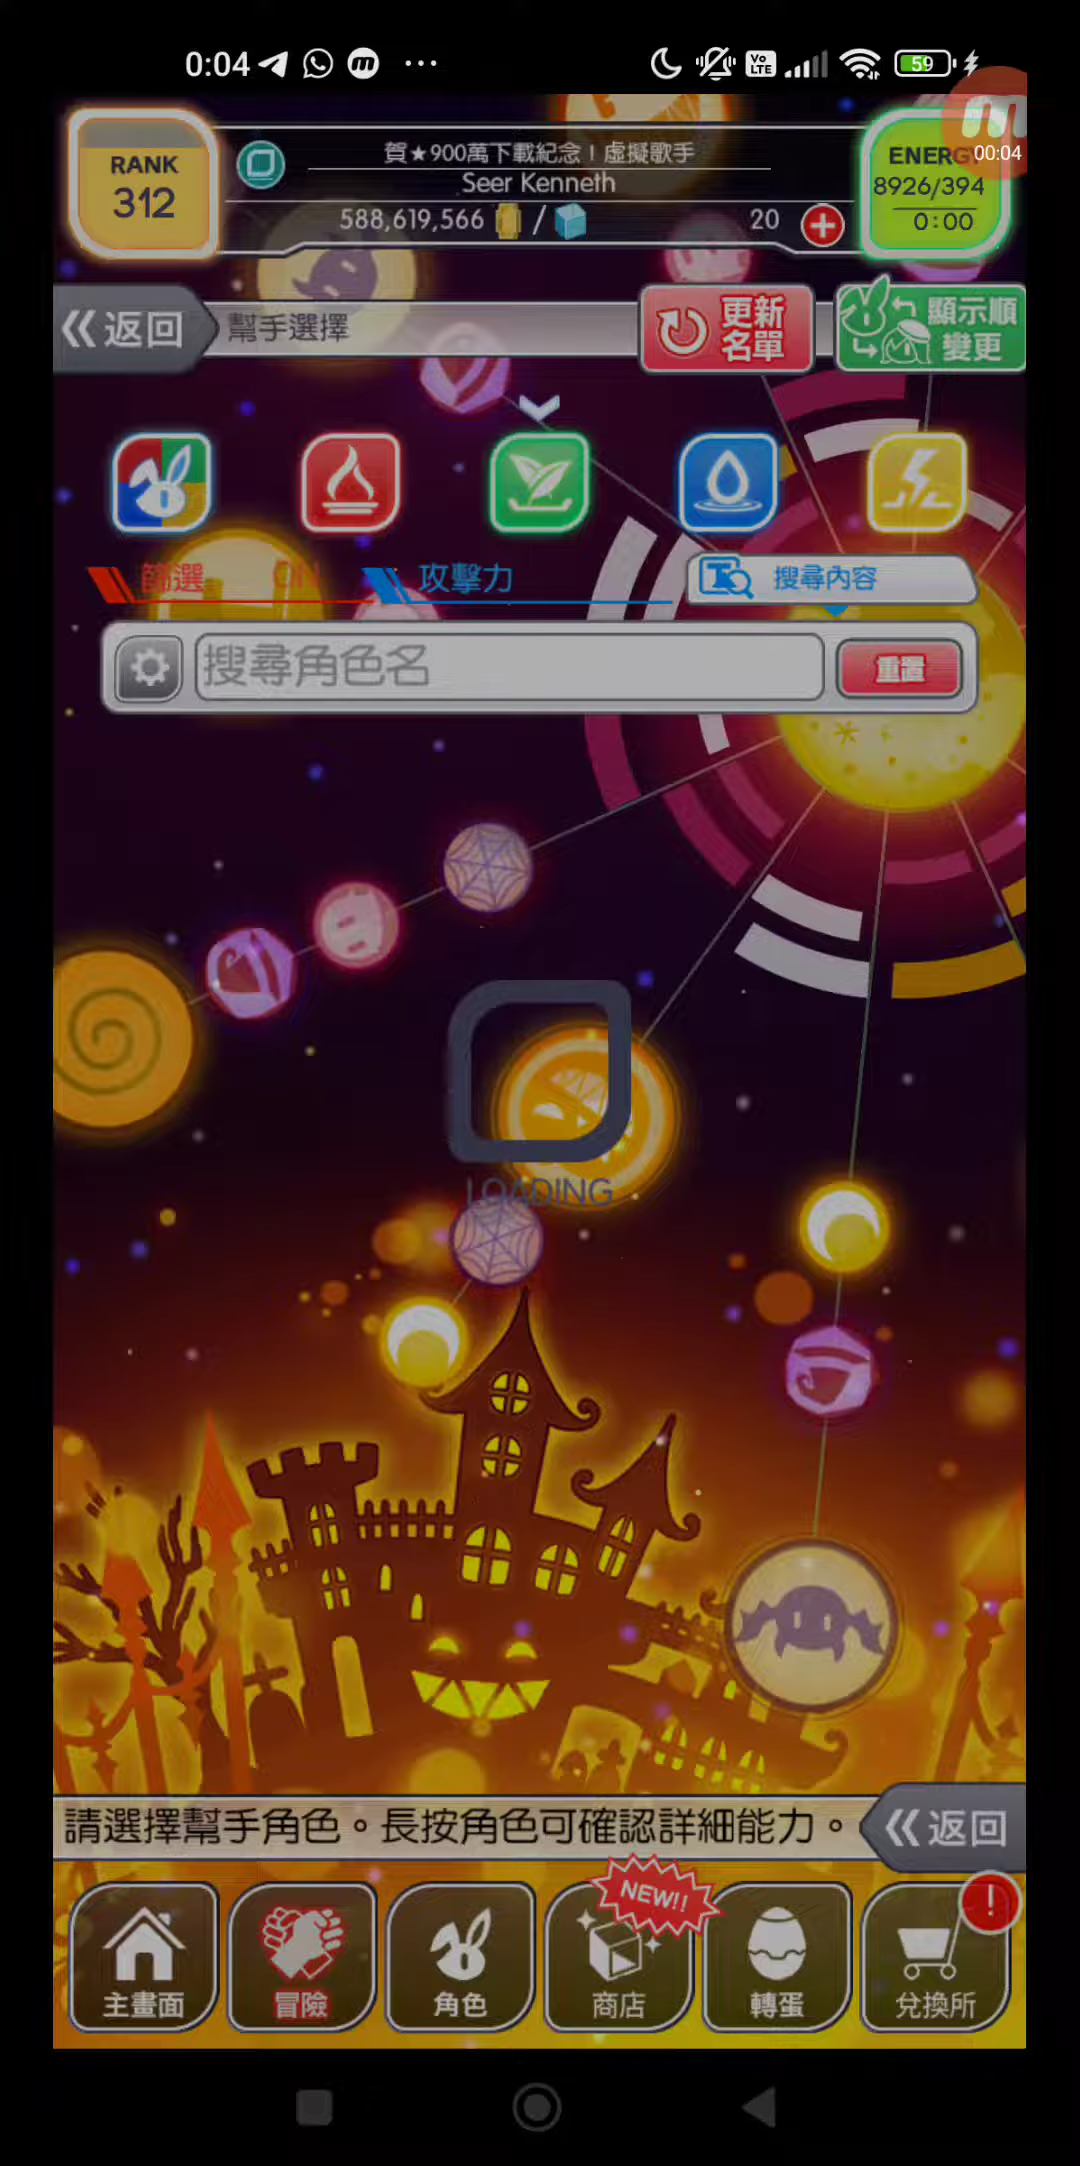 0:04 ...
Vo LTE 59
00:04
RANK
312
賀★900萬下載紀念！虛擬歌手
Seer Kenneth
588,619,566 / 20
ENERG
8926/394
0:00
返回
幫手選擇
更新
名單
顯示順
變更
篩選 ON
攻擊力
搜尋內容
搜尋角色名
重置
LOADING
請選擇幫手角色。長按角色可確認詳細能力。
返回
NEW!!
!
主畫面
冒險
角色
商店
轉蛋
兌換所